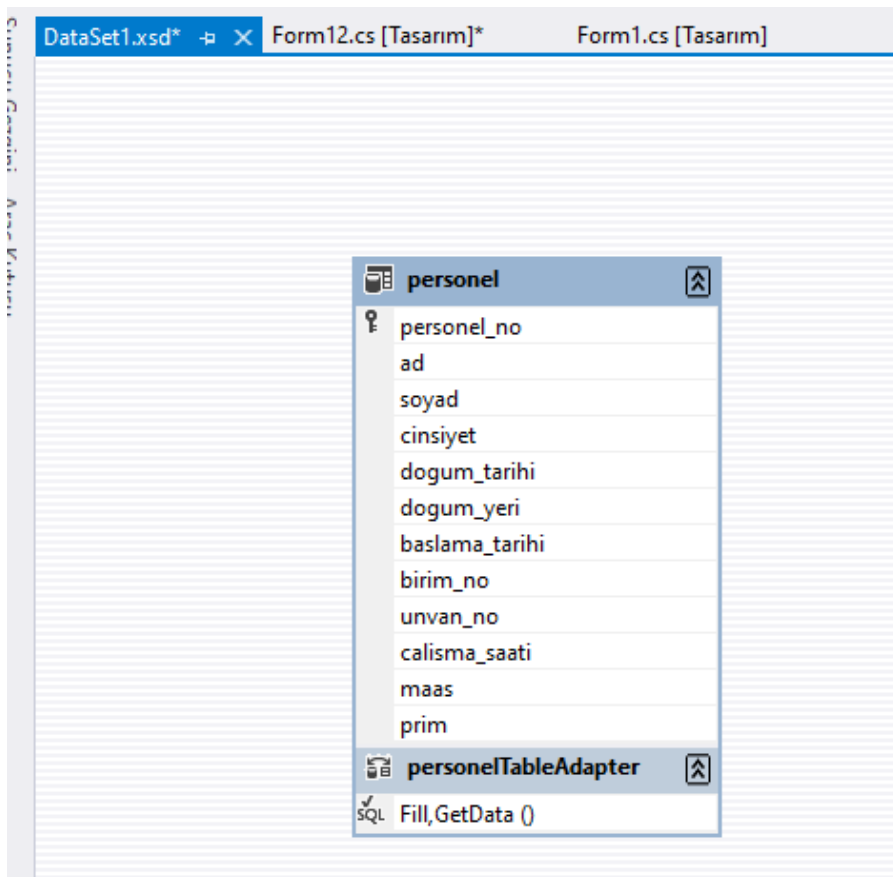 DataSet1.xsd*
Form12.cs [Tasarım]*
Form1.cs [Tasarım]
personel
personel_no
ad
soyad
cinsiyet
dogum_tarihi
dogum_yeri
baslama_tarihi
birim_no
unvan_no
calisma_saati
maas
prim
personelTableAdapter
SQL Fill,GetData ()